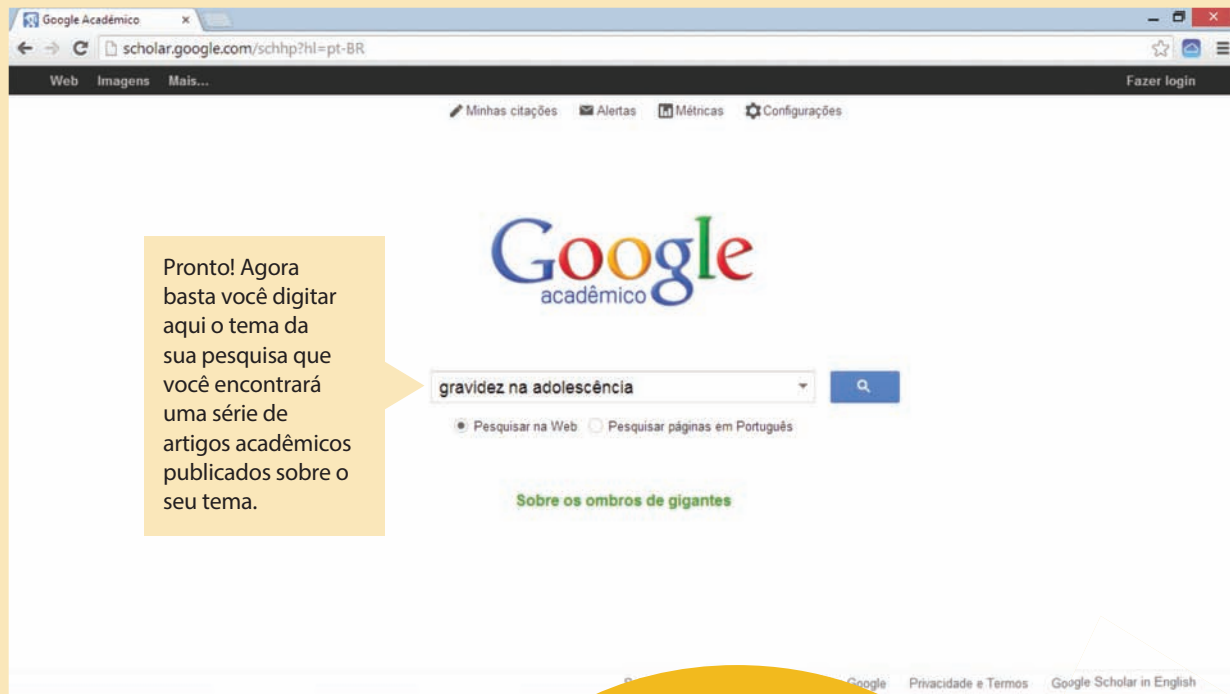 Google Acadêmico
scholar.google.com/schhp?hl=pt-BR
Web Imagens Mais... Fazer login
Minhas citações Alertas Métricas Configurações
Google
acadêmico
Pronto! Agora
basta você digitar
aqui o tema da
sua pesquisa que
você encontrará
uma série de
artigos acadêmicos
publicados sobre o
seu tema.
gravidez na adolescência
Pesquisar na Web Pesquisar páginas em Português
Sobre os ombros de gigantes
Google Privacidade e Termos Google Scholar in English